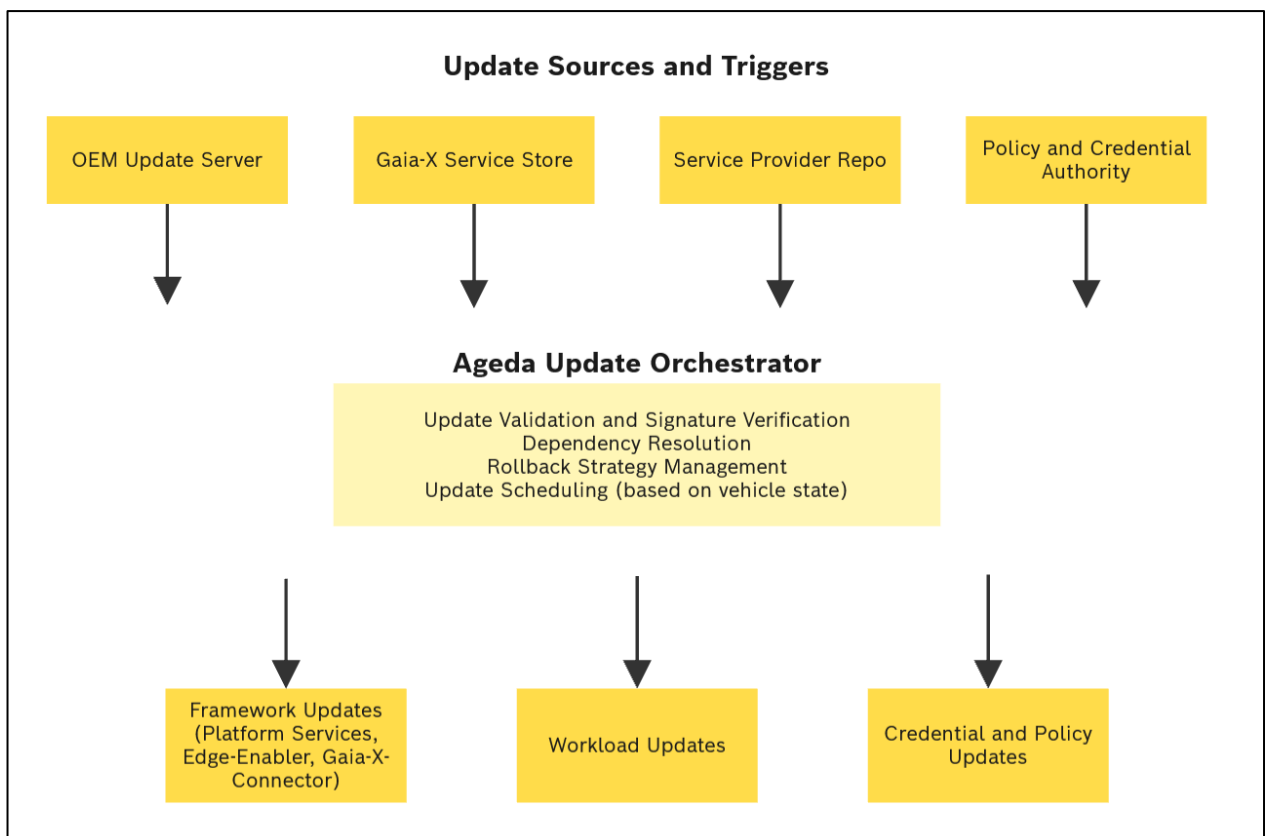 Update Sources and Triggers
OEM Update Server
Gaia-X Service Store
Service Provider Repo
Policy and Credential
Authority
Ageda Update Orchestrator
Update Validation and Signature Verification
Dependency Resolution
Rollback Strategy Management
Update Scheduling (based on vehicle state)
Framework Updates
(Platform Services,
Edge-Enabler, Gaia-X-
Connector)
Workload Updates
Credential and Policy
Updates